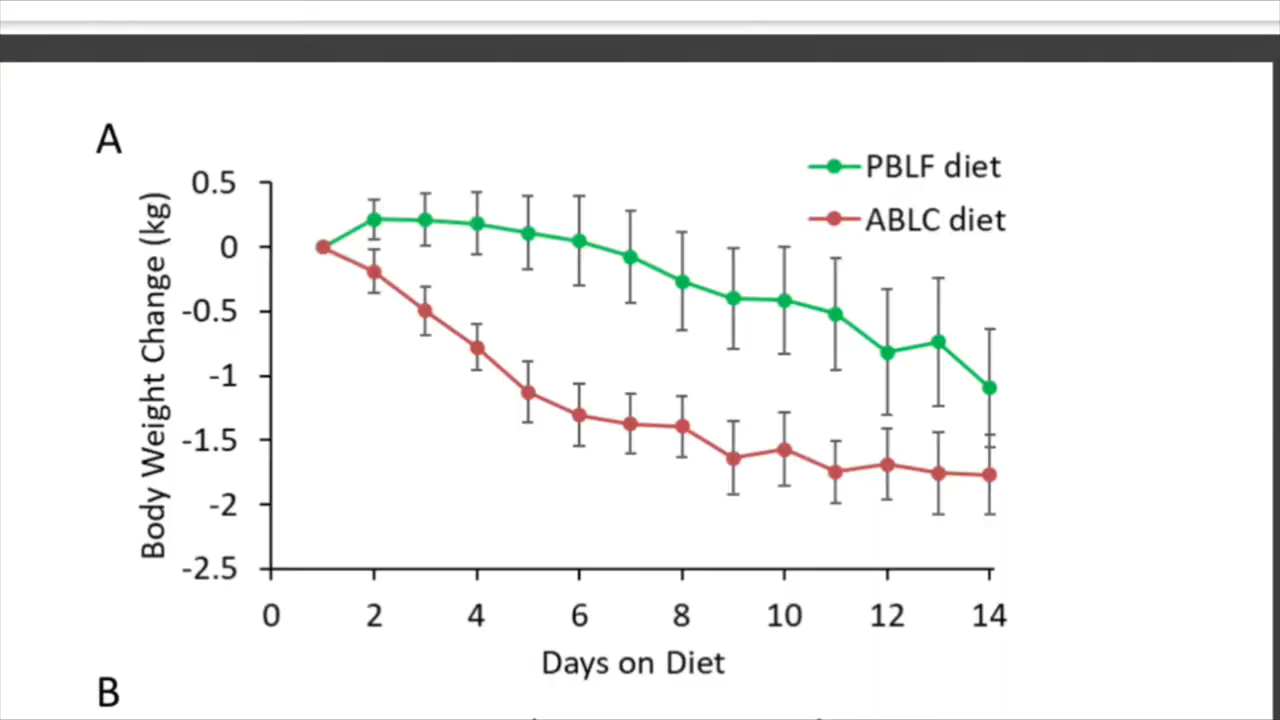 A
PBLF diet
ABLC diet
Body Weight Change (kg)
0.5
0
-0.5
-1
-1.5
-2
-2.5
0 2 4 6 8 10 12 14
Days on Diet
B